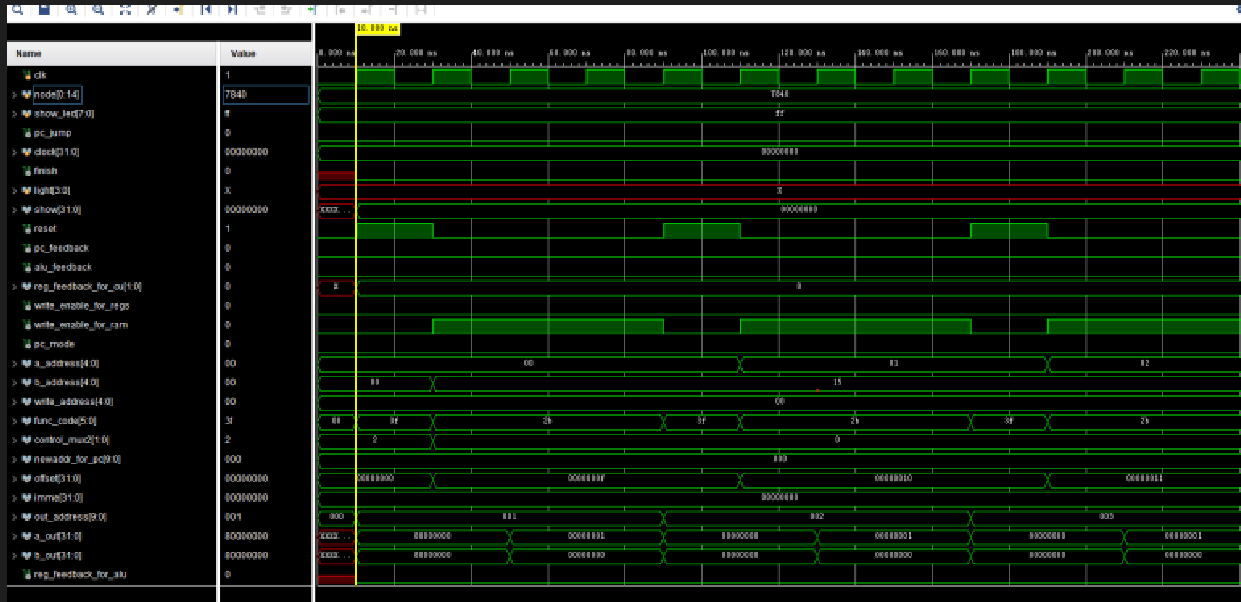 10.000 ns
Name Value 0.000 ns 20.000 ns 40.000 ns 60.000 ns 80.000 ns 100.000 ns 120.000 ns 140.000 ns 160.000 ns 180.000 ns 200.000 ns 220.000 ns
clk 1
node[0:14] 7840 7840
show_led[7:0] ff ff
pc_jump 0
clock[31:0] 00000000 00000000
finish 0
light[3:0] X X
show[31:0] 00000000 XXXX... 00000000
reset 1
pc_feedback 0
alu_feedback 0
reg_feedback_for_cu[1:0] 0 X 0
write_enable_for_regs 0
write_enable_for_ram 0
pc_mode 0
a_address[4:0] 00 00 01 02
b_address[4:0] 00 00 15
write_address[4:0] 00 00
func_code[5:0] 3f 00 3f 2b 3f 2b 3f 2b
control_mux2[1:0] 2 2 0
newaddr_for_pc[9:0] 000 000
offset[31:0] 00000000 00000000 0000000f 00000010 00000011
imme[31:0] 00000000 00000000
out_address[9:0] 001 000 001 002 003
a_out[31:0] 00000000 XXXX... 00000000 00000001 00000000 00000001 00000000 00000001
b_out[31:0] 00000000 XXXX... 00000000 00000000 00000000 00000000 00000000 00000000
reg_feedback_for_alu 0